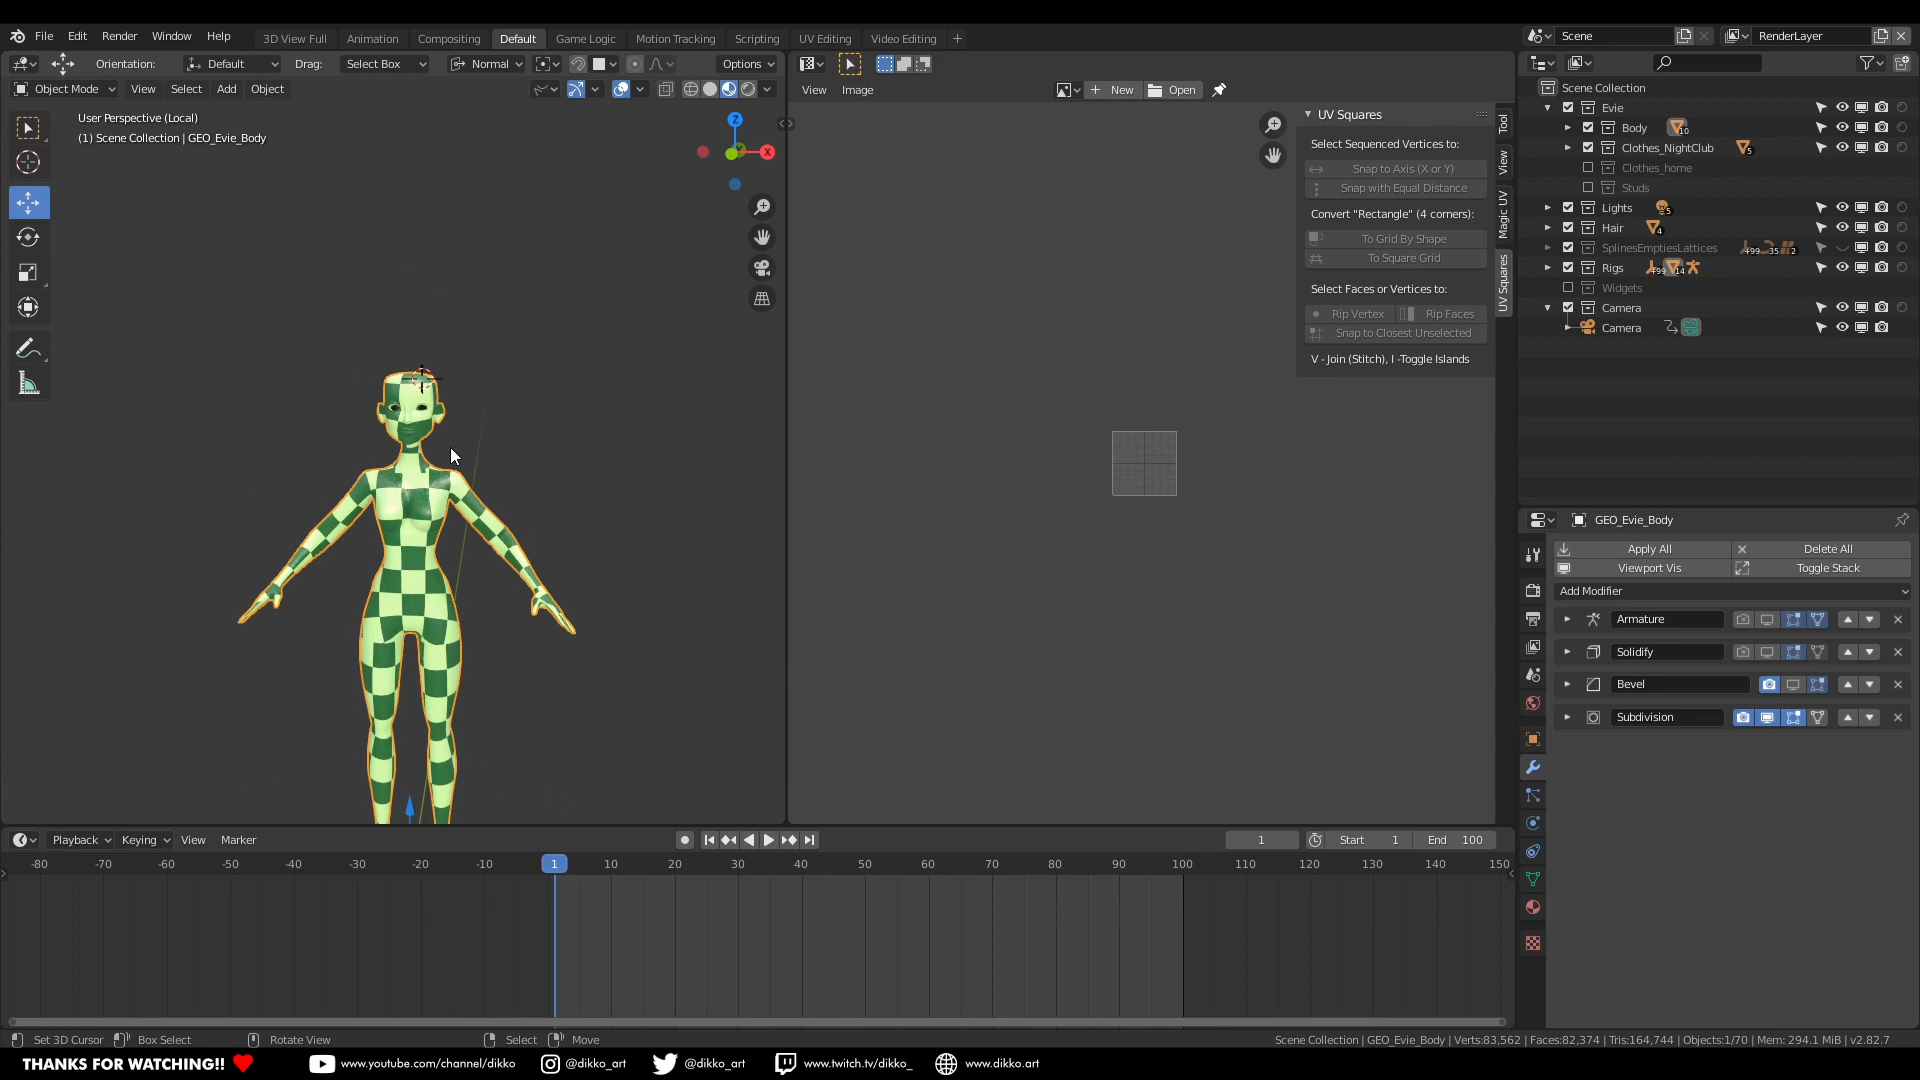 File Edit Render Window Help
3D View Full Animation Compositing Default Game Logic Motion Tracking Scripting UV Editing Video Editing +
Scene
RenderLayer
Orientation: Default Drag: Select Box Normal Options
Object Mode View Select Add Object
View Image New Open
User Perspective (Local)
(1) Scene Collection | GEO_Evie_Body
Z
X
UV Squares
Select Sequenced Vertices to:
Snap to Axis (X or Y)
Snap with Equal Distance
Convert "Rectangle" (4 corners):
To Grid By Shape
To Square Grid
Select Faces or Vertices to:
Rip Vertex Rip Faces
Snap to Closest Unselected
V - Join (Stitch), I -Toggle Islands
Tool
View
Magic UV
UV Squares
Scene Collection
Evie
Body 10
Clothes_NightClub 5
Clothes_home
Studs
Lights 5
Hair 4
SplinesEmptiesLattices +99 35 2
Rigs +99 14
Widgets
Camera
Camera
GEO_Evie_Body
Apply All Delete All
Viewport Vis Toggle Stack
Add Modifier
Armature
Solidify
Bevel
Subdivision
Playback Keying View Marker
1 Start 1 End 100
-80 -70 -60 -50 -40 -30 -20 -10 1 10 20 30 40 50 60 70 80 90 100 110 120 130 140 150
Set 3D Cursor Box Select Rotate View Select Move
Scene Collection | GEO_Evie_Body | Verts:83,562 | Faces:82,374 | Tris:164,744 | Objects:1/70 | Mem: 294.1 MiB | v2.82.7
THANKS FOR WATCHING!! www.youtube.com/channel/dikko @dikko_art @dikko_art www.twitch.tv/dikko_ www.dikko.art